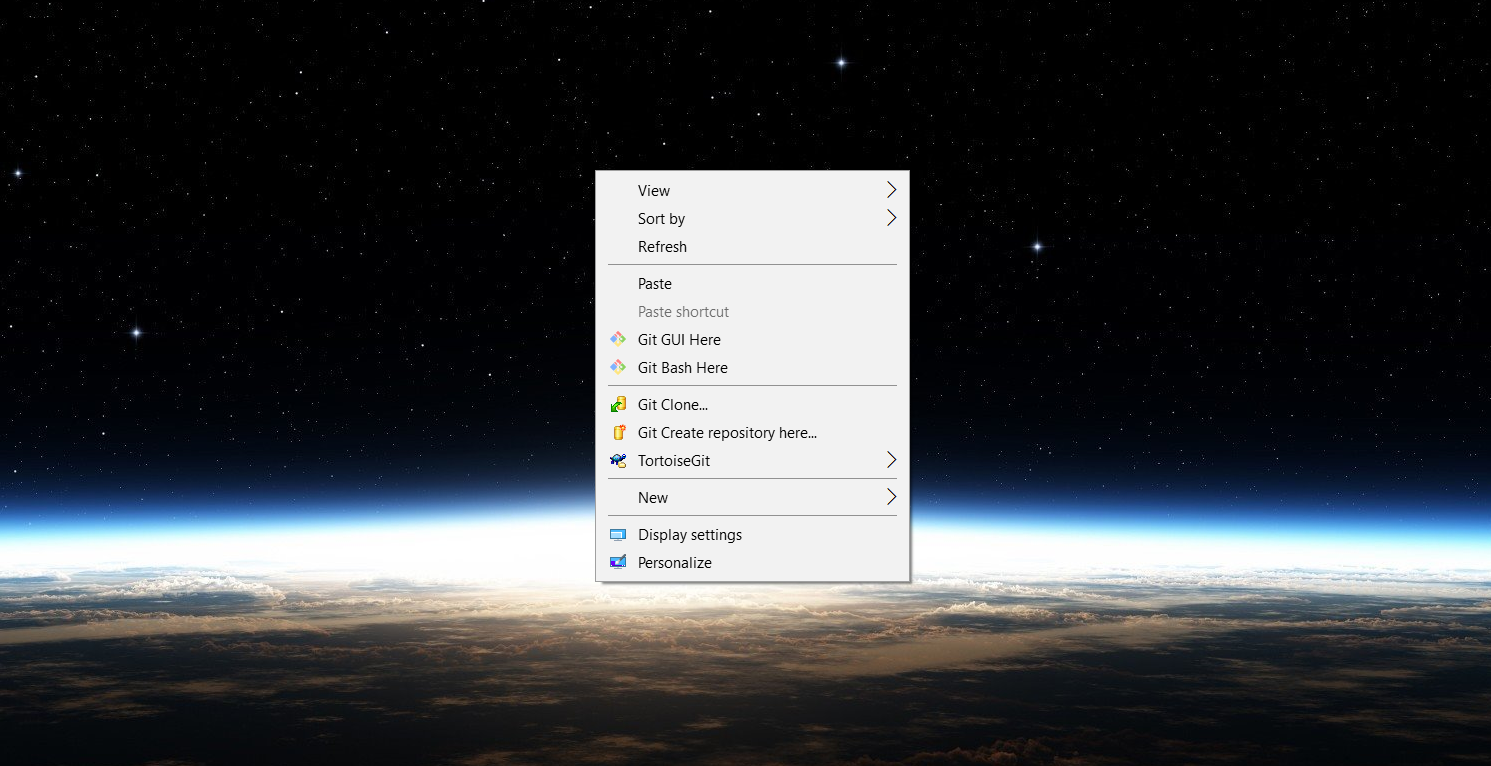 View
Sort by
Refresh
Paste
Paste shortcut
Git GUI Here
Git Bash Here
Git Clone...
Git Create repository here...
TortoiseGit
New
Display settings
Personalize